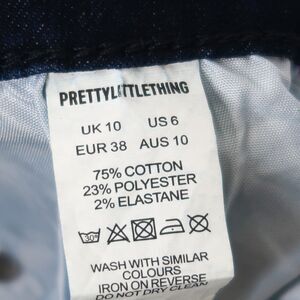 PRETTYLITTLETHING
UK 10 US 6
EUR 38 AUS 10
75% COTTON
23% POLYESTER
2% ELASTANE
30°
WASH WITH SIMILAR
COLOURS
IRON ON REVERSE
DO NOT DRY CLEAN